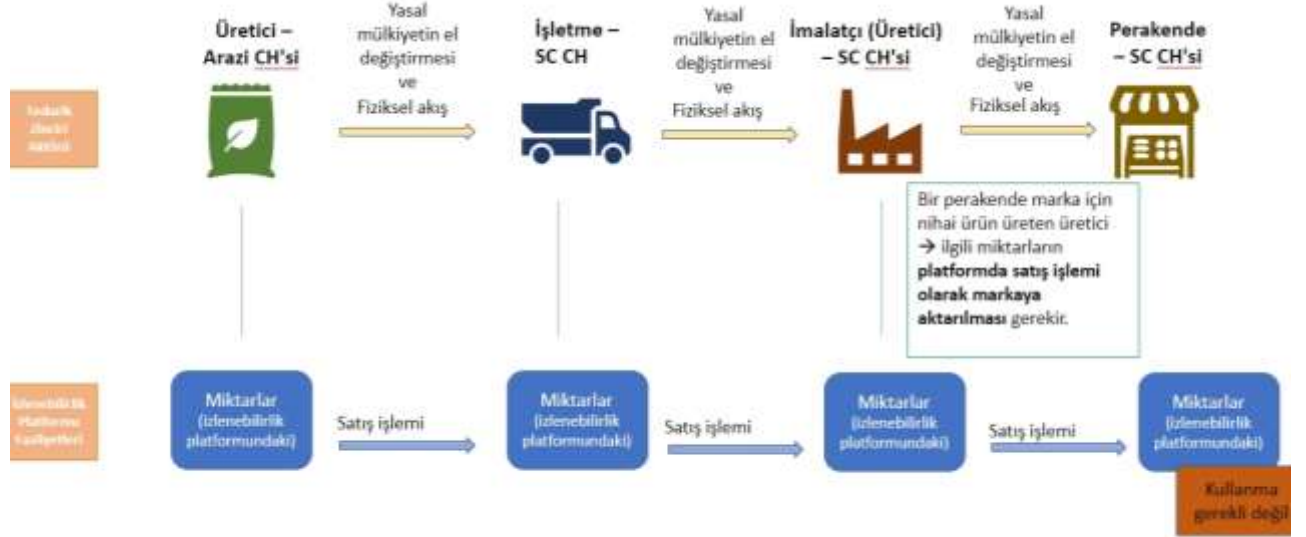 Üretici –
Arazi CH'si
Yasal
mülkiyetin el
değiştirmesi
ve
Fiziksel akış
İşletme –
SC CH
Yasal
mülkiyetin el
değiştirmesi
ve
Fiziksel akış
İmalatçı (Üretici)
– SC CH'si
Yasal
mülkiyetin el
değiştirmesi
ve
Fiziksel akış
Perakende
– SC CH'si
Bir perakende marka için
nihai ürün üreten üretici
→ ilgili miktarların
platformda satış işlemi
olarak markaya
aktarılması gerekir.
İzlenebilirlik
Platformu
Faaliyetleri
Miktarlar
(izlenebilirlik
platformundaki)
Satış işlemi
Miktarlar
(izlenebilirlik
platformundaki)
Satış işlemi
Miktarlar
(izlenebilirlik
platformundaki)
Satış işlemi
Miktarlar
(izlenebilirlik
platformundaki)
Kullanma
gerekli değil